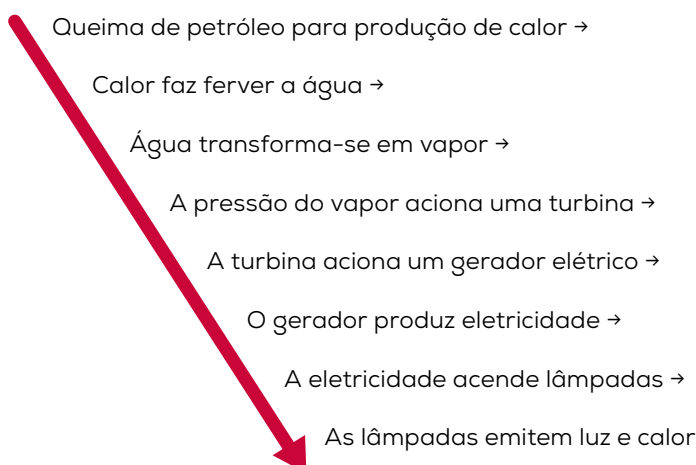 Queima de petróleo para produção de calor →
Calor faz ferver a água →
Água transforma-se em vapor →
A pressão do vapor aciona uma turbina →
A turbina aciona um gerador elétrico →
O gerador produz eletricidade →
A eletricidade acende lâmpadas →
As lâmpadas emitem luz e calor